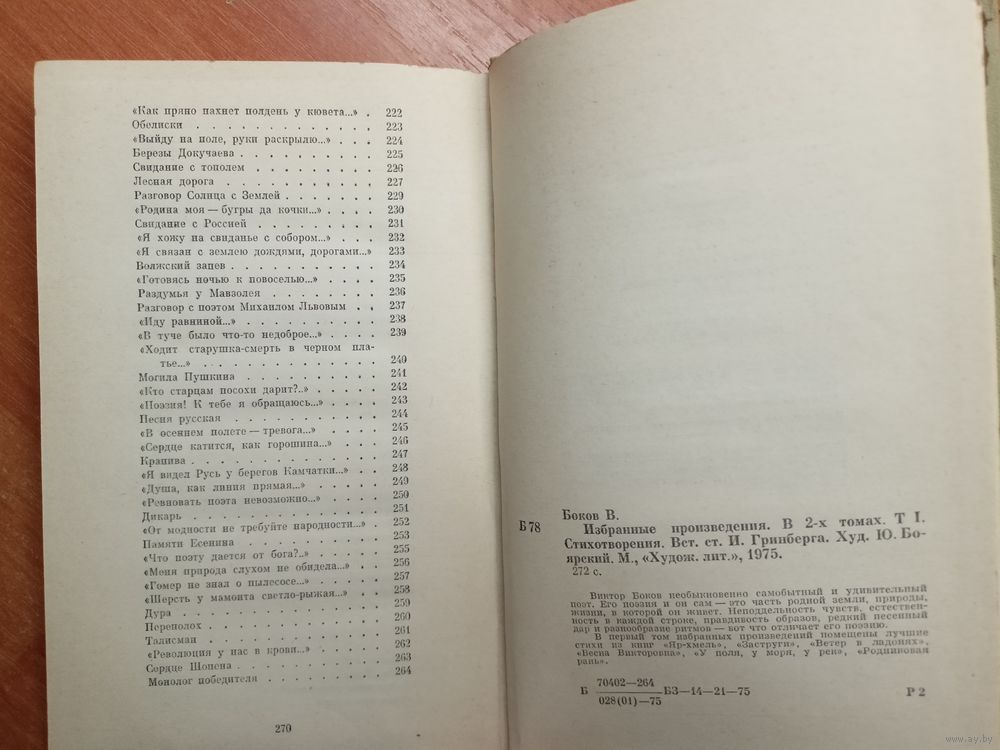 «Как пряно пахнет полдень у кювета...» . 222
Обелиски . . . . . . . . . . . . . 223
«Выйду на поле, руки раскрылю...» . . . 224
Березы Докучаева . . . . . . . . . . 225
Свидание с тополем . . . . . . . . . 226
Лесная дорога . . . . . . . . . . . 227
Разговор Солнца с Землей . . . . . . . 229
«Родина моя — бугры да кочки...» . . . . 230
Свидание с Россией . . . . . . . . . 231
«Я хожу на свиданье с собором...» . . . 232
«Я связан с землею дождями, дорогами...» 233
Волжский запев . . . . . . . . . . . 234
«Готовясь ночью к новоселью...» . . . . 235
Раздумья у Мавзолея . . . . . . . . 236
Разговор с поэтом Михаилом Львовым . . 237
«Иду равниной...» . . . . . . . . . . 238
«В туче было что-то недоброе...» . . . . 239
«Ходит старушка-смерть в черном пла-
тье...» . . . . . . . . . . . . . 240
Могила Пушкина . . . . . . . . . . 241
«Кто старцам посохи дарит?..» . . . . . 242
«Поэзия! К тебе я обращаюсь...» . . . . 243
Песня русская . . . . . . . . . . . 244
«В осеннем полете — тревога...» . . . . 245
«Сердце катится, как горошина...» . . . 246
Крапива . . . . . . . . . . . . . . 247
«Я видел Русь у берегов Камчатки...» . . 248
«Душа, как линия прямая...» . . . . . 249
«Ревновать поэта невозможно...» . . . . 250
Дикарь . . . . . . . . . . . . . . 251
«От модности не требуйте народности...» . 252
Памяти Есенина . . . . . . . . . . . 253
«Что поэту дается от бога?..» . . . . . 255
«Меня природа слухом не обидела...» . . 256
«Гомер не знал о пылесосе...» . . . . . 257
«Шерсть у мамонта светло-рыжая...» . . 258
Дура . . . . . . . . . . . . . . . 259
Переполох . . . . . . . . . . . . . 260
Талисман . . . . . . . . . . . . . 261
«Революция у нас в крови...» . . . . . 262
Сердце Шопена . . . . . . . . . . . 263
Монолог победителя . . . . . . . . . 264
270
Боков В.
Б 78 Избранные произведения. В 2-х томах. Т I.
Стихотворения. Вст. ст. И. Гринберга. Худ. Ю. Бо-
ярский. М., «Худож. лит.», 1975.
272 с.
Виктор Боков необыкновенно самобытный и удивительный
поэт. Его поэзия и он сам — это часть родной земли, природы,
жизни, в которой он живет. Неподдельность чувств, естествен-
ность в каждой строке, правдивость образов, редкий песенный
дар и разнообразие ритмов — вот что отличает его поэзию.
В первый том избранных произведений помещены лучшие
стихи из книг «Яр-хмель», «Заструги», «Ветер в ладонях»,
«Весна Викторовна», «У поля, у моря, у реки», «Родниковая
рань».
70402—264
Б БЗ—14—21—75 Р 2
028(01)—75
www.ay.by